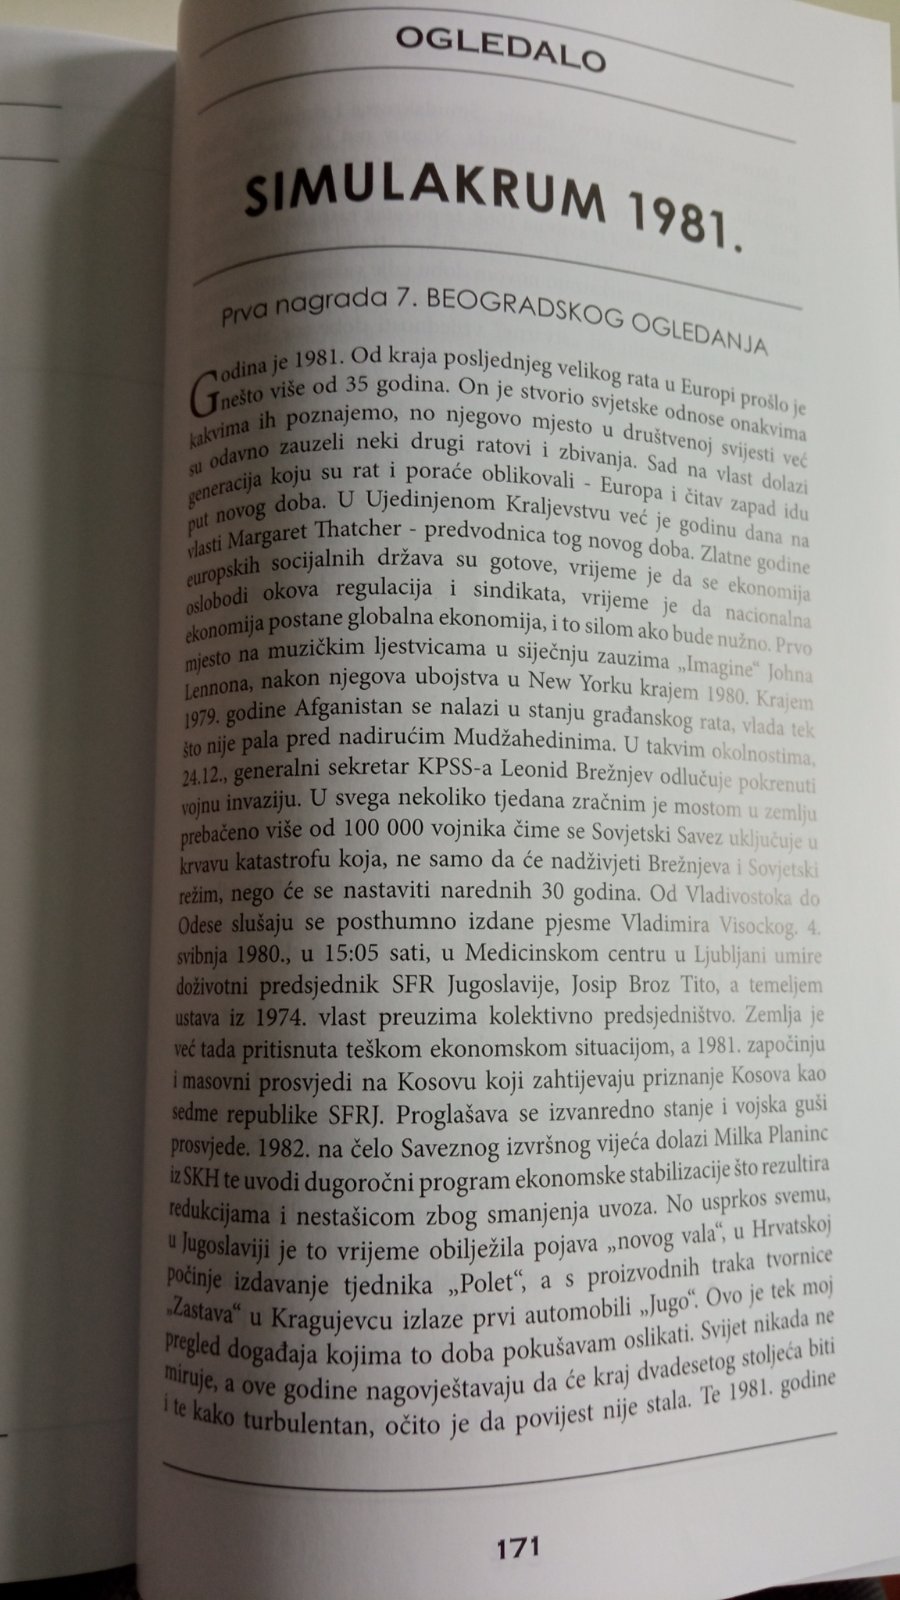 OGLEDALO
SIMULAKRUM 1981.
Prva nagrada 7. BEOGRADSKOG OGLEDANJA
Godina je 1981. Od kraja posljednjeg velikog rata u Europi prošlo je
nešto više od 35 godina. On je stvorio svjetske odnose onakvima
kakvima ih poznajemo, no njegovo mjesto u društvenoj svijesti već
su odavno zauzeli neki drugi ratovi i zbivanja. Sad na vlast dolazi
generacija koju su rat i poraće oblikovali - Europa i čitav zapad idu
put novog doba. U Ujedinjenom Kraljevstvu već je godinu dana na
vlasti Margaret Thatcher - predvodnica tog novog doba. Zlatne godine
europskih socijalnih država su gotove, vrijeme je da se ekonomija
oslobodi okova regulacija i sindikata, vrijeme je da nacionalna
ekonomija postane globalna ekonomija, i to silom ako bude nužno. Prvo
mjesto na muzičkim ljestvicama u siječnju zauzima „Imagine“ Johna
Lennona, nakon njegova ubojstva u New Yorku krajem 1980. Krajem
1979. godine Afganistan se nalazi u stanju građanskog rata, vlada tek
što nije pala pred nadirućim Mudžahedinima. U takvim okolnostima,
24.12., generalni sekretar KPSS-a Leonid Brežnjev odlučuje pokrenuti
vojnu invaziju. U svega nekoliko tjedana zračnim je mostom u zemlju
prebačeno više od 100 000 vojnika čime se Sovjetski Savez uključuje u
krvavu katastrofu koja, ne samo da će nadživjeti Brežnjeva i Sovjetski
režim, nego će se nastaviti narednih 30 godina. Od Vladivostoka do
Odese slušaju se posthumno izdane pjesme Vladimira Visockog. 4.
svibnja 1980., u 15:05 sati, u Medicinskom centru u Ljubljani umire
doživotni predsjednik SFR Jugoslavije, Josip Broz Tito, a temeljem
ustava iz 1974. vlast preuzima kolektivno predsjedništvo. Zemlja je
već tada pritisnuta teškom ekonomskom situacijom, a 1981. započinju
i masovni prosvjedi na Kosovu koji zahtijevaju priznanje Kosova kao
sedme republike SFRJ. Proglašava se izvanredno stanje i vojska guši
prosvjede. 1982. na čelo Saveznog izvršnog vijeća dolazi Milka Planinc
iz SKH te uvodi dugoročni program ekonomske stabilizacije što rezultira
redukcijama i nestašicom zbog smanjenja uvoza. No usprkos svemu,
u Jugoslaviji je to vrijeme obilježila pojava „novog vala“, u Hrvatskoj
počinje izdavanje tjednika „Polet“, a s proizvodnih traka tvornice
„Zastava“ u Kragujevcu izlaze prvi automobili „Jugo“. Ovo je tek moj
pregled događaja kojima to doba pokušavam oslikati. Svijet nikada ne
miruje, a ove godine nagovještavaju da će kraj dvadesetog stoljeća biti
i te kako turbulentan, očito je da povijest nije stala. Te 1981. godine
171